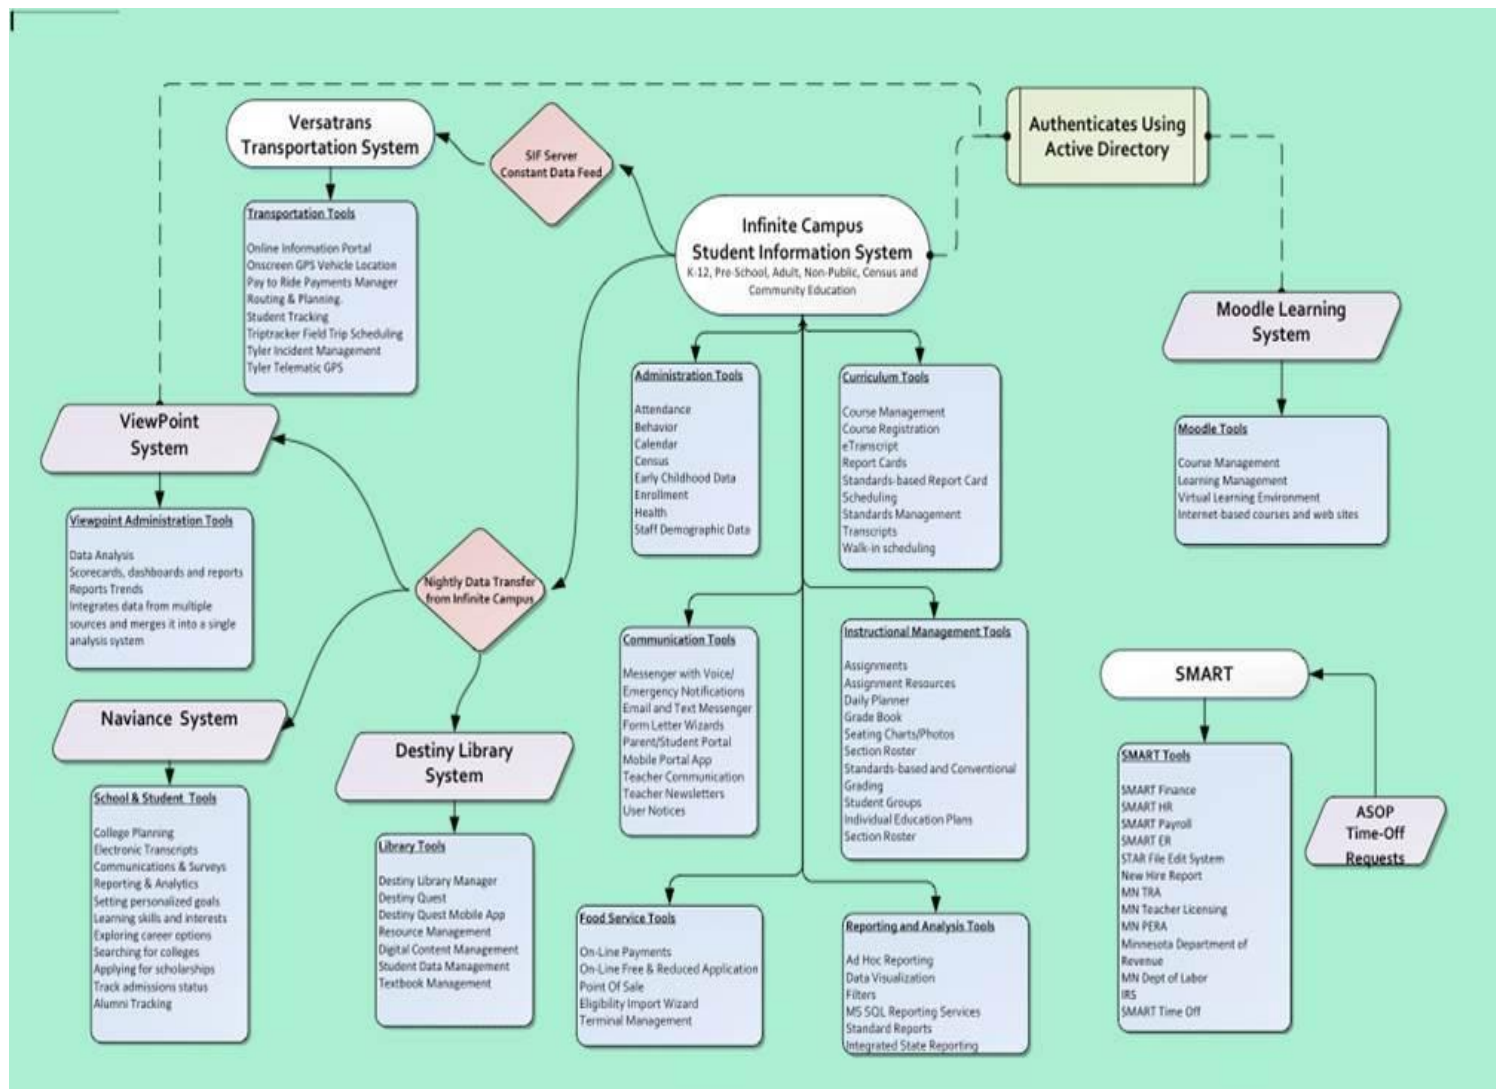 Versatrans
Transportation System
SIF Server
Constant Data Feed
Authenticates Using
Active Directory
Transportation Tools
Online Information Portal
Onscreen GPS Vehicle Location
Pay to Ride Payments Manager
Routing & Planning.
Student Tracking
Triptracker Field Trip Scheduling
Tyler Incident Management
Tyler Telematic GPS
Infinite Campus
Student Information System
K-12, Pre-School, Adult, Non-Public, Census and
Community Education
Moodle Learning
System
Moodle Tools
Course Management
Learning Management
Virtual Learning Environment
Internet-based courses and web sites
Administration Tools
Attendance
Behavior
Calendar
Census
Early Childhood Data
Enrollment
Health
Staff Demographic Data
Curriculum Tools
Course Management
Course Registration
eTranscript
Report Cards
Standards-based Report Card
Scheduling
Standards Management
Transcripts
Walk-in scheduling
ViewPoint
System
Viewpoint Administration Tools
Data Analysis
Scorecards, dashboards and reports
Reports Trends
Integrates data from multiple
sources and merges it into a single
analysis system
Nightly Data Transfer
from Infinite Campus
Communication Tools
Messenger with Voice/
Emergency Notifications
Email and Text Messenger
Form Letter Wizards
Parent/Student Portal
Mobile Portal App
Teacher Communication
Teacher Newsletters
User Notices
Instructional Management Tools
Assignments
Assignment Resources
Daily Planner
Grade Book
Seating Charts/Photos
Section Roster
Standards-based and Conventional
Grading
Student Groups
Individual Education Plans
Section Roster
SMART
SMART Tools
SMART Finance
SMART HR
SMART Payroll
SMART ER
STAR File Edit System
New Hire Report
MN TRA
MN Teacher Licensing
MN PERA
Minnesota Department of
Revenue
MN Dept of Labor
IRS
SMART Time Off
ASOP
Time-Off
Requests
Naviance System
School & Student Tools
College Planning
Electronic Transcripts
Communications & Surveys
Reporting & Analytics
Setting personalized goals
Learning skills and interests
Exploring career options
Searching for colleges
Applying for scholarships
Track admissions status
Alumni Tracking
Destiny Library
System
Library Tools
Destiny Library Manager
Destiny Quest
Destiny Quest Mobile App
Resource Management
Digital Content Management
Student Data Management
Textbook Management
Food Service Tools
On-Line Payments
On-Line Free & Reduced Application
Point Of Sale
Eligibility Import Wizard
Terminal Management
Reporting and Analysis Tools
Ad Hoc Reporting
Data Visualization
Filters
MS SQL Reporting Services
Standard Reports
Integrated State Reporting